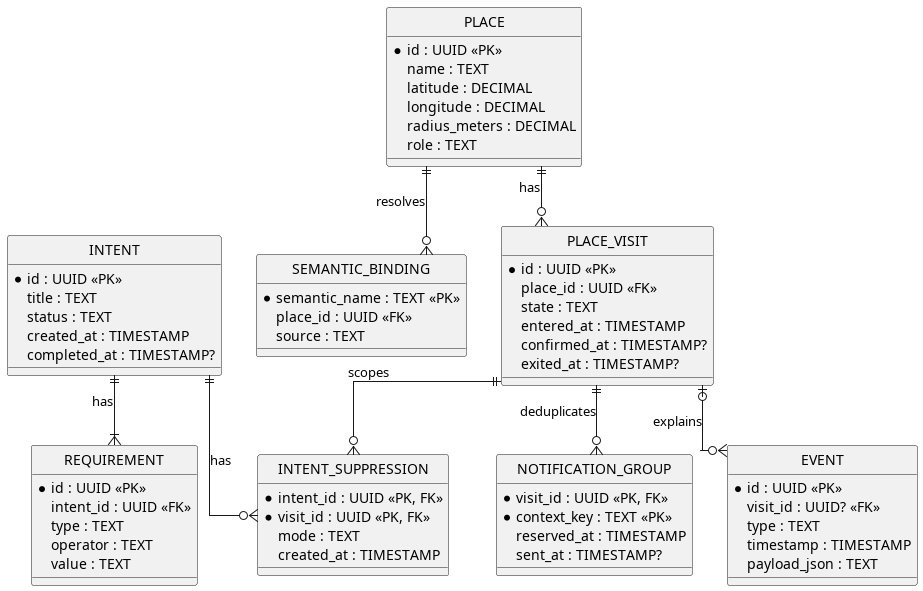 PLACE
id : UUID «PK»
name : TEXT
latitude : DECIMAL
longitude : DECIMAL
radius_meters : DECIMAL
role : TEXT
resolves
has
INTENT
id : UUID «PK»
title : TEXT
status : TEXT
created_at : TIMESTAMP
completed_at : TIMESTAMP?
SEMANTIC_BINDING
semantic_name : TEXT «PK»
place_id : UUID «FK»
source : TEXT
PLACE_VISIT
id : UUID «PK»
place_id : UUID «FK»
state : TEXT
entered_at : TIMESTAMP
confirmed_at : TIMESTAMP?
exited_at : TIMESTAMP?
has
has
scopes
deduplicates
explains
REQUIREMENT
id : UUID «PK»
intent_id : UUID «FK»
type : TEXT
operator : TEXT
value : TEXT
INTENT_SUPPRESSION
intent_id : UUID «PK, FK»
visit_id : UUID «PK, FK»
mode : TEXT
created_at : TIMESTAMP
NOTIFICATION_GROUP
visit_id : UUID «PK, FK»
context_key : TEXT «PK»
reserved_at : TIMESTAMP
sent_at : TIMESTAMP?
EVENT
id : UUID «PK»
visit_id : UUID? «FK»
type : TEXT
timestamp : TIMESTAMP
payload_json : TEXT